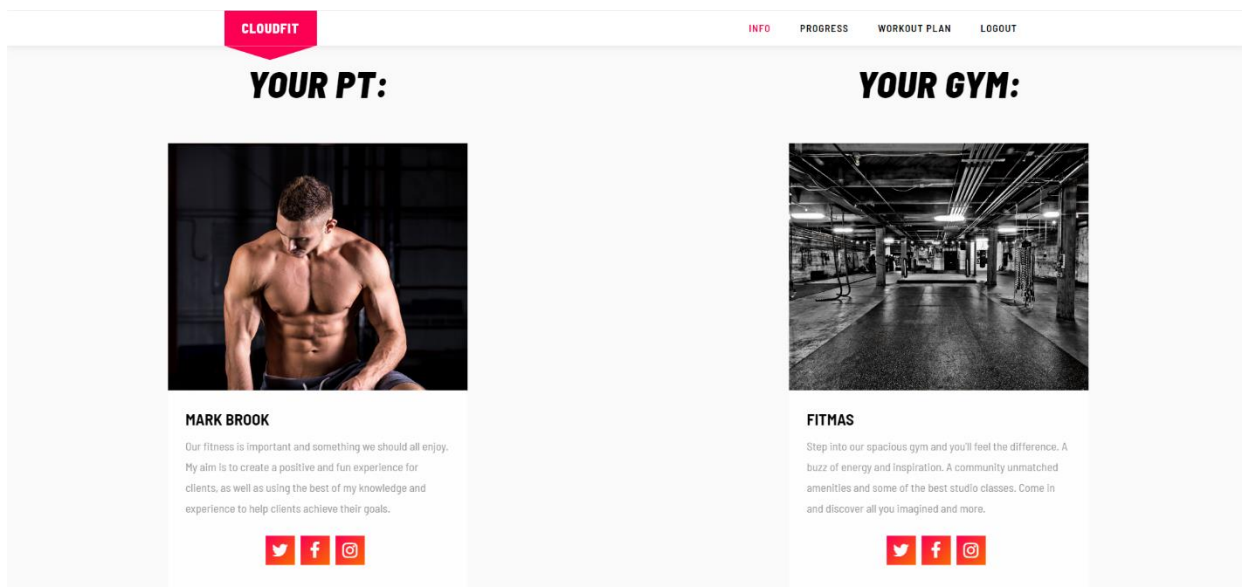 CLOUDFIT
INFO PROGRESS WORKOUT PLAN LOGOUT
YOUR PT:
YOUR GYM:
MARK BROOK
Our fitness is important and something we should all enjoy.
My aim is to create a positive and fun experience for
clients, as well as using the best of my knowledge and
experience to help clients achieve their goals.
FITMAS
Step into our spacious gym and you'll feel the difference. A
buzz of energy and inspiration. A community unmatched
amenities and some of the best studio classes. Come in
and discover all you imagined and more.